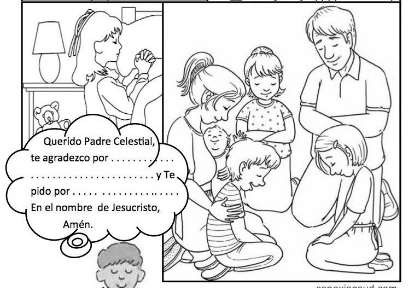 Querido Padre Celestial,
te agradezco por . . . . . . . . . . . .
. . . . . . . . . . . . . . . . . . . . . . . . . y Te
pido por . . . . . . . . . . . . . . . . . . . .
En el nombre de Jesucristo,
Amén.